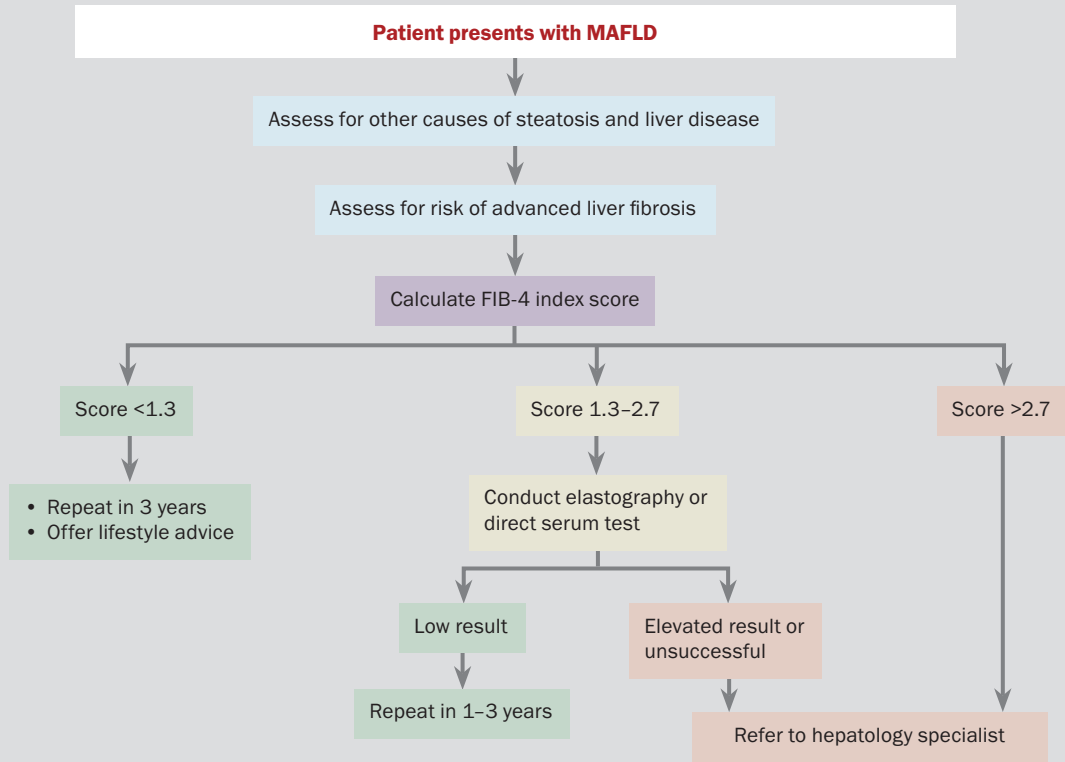 Patient presents with MAFLD
Assess for other causes of steatosis and liver disease
Assess for risk of advanced liver fibrosis
Calculate FIB-4 index score
Score <1.3
Score 1.3–2.7
Score >2.7
• Repeat in 3 years
• Offer lifestyle advice
Conduct elastography or
direct serum test
Low result
Elevated result or
unsuccessful
Repeat in 1–3 years
Refer to hepatology specialist